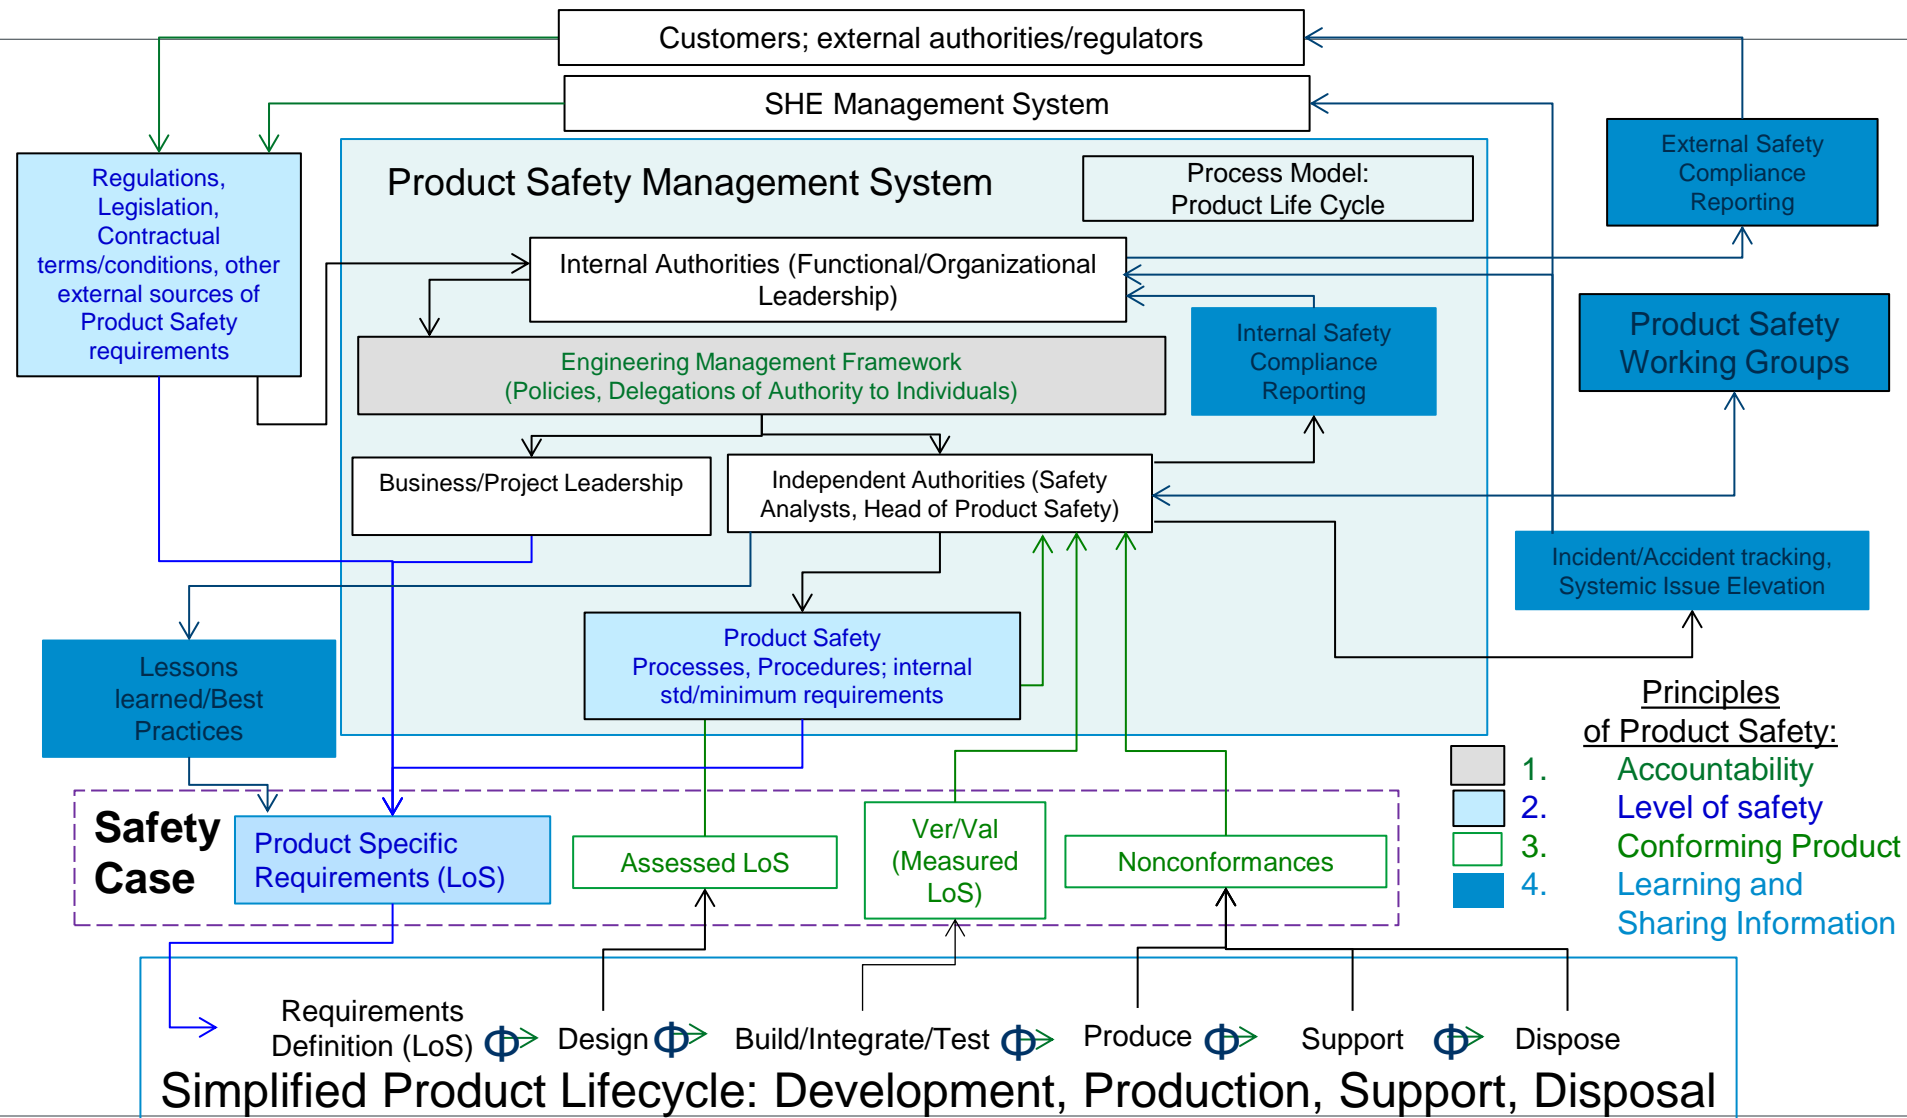 Customers; external authorities/regulators
SHE Management System
Regulations,
Legislation,
Contractual
terms/conditions, other
external sources of
Product Safety
requirements
Product Safety Management System
Process Model:
Product Life Cycle
External Safety
Compliance
Reporting
Internal Authorities (Functional/Organizational
Leadership)
Engineering Management Framework
(Policies, Delegations of Authority to Individuals)
Internal Safety
Compliance
Reporting
Product Safety
Working Groups
Business/Project Leadership
Independent Authorities (Safety
Analysts, Head of Product Safety)
Incident/Accident tracking,
Systemic Issue Elevation
Product Safety
Processes, Procedures; internal
std/minimum requirements
Lessons
learned/Best
Practices
Principles
of Product Safety:
1. Accountability
2. Level of safety
3. Conforming Product
4. Learning and
Sharing Information
Safety
Case
Product Specific
Requirements (LoS)
Assessed LoS
Ver/Val
(Measured
LoS)
Nonconformances
Requirements
Definition (LoS)
Φ Design Φ Build/Integrate/Test Φ Produce Φ Support Φ Dispose
Simplified Product Lifecycle: Development, Production, Support, Disposal